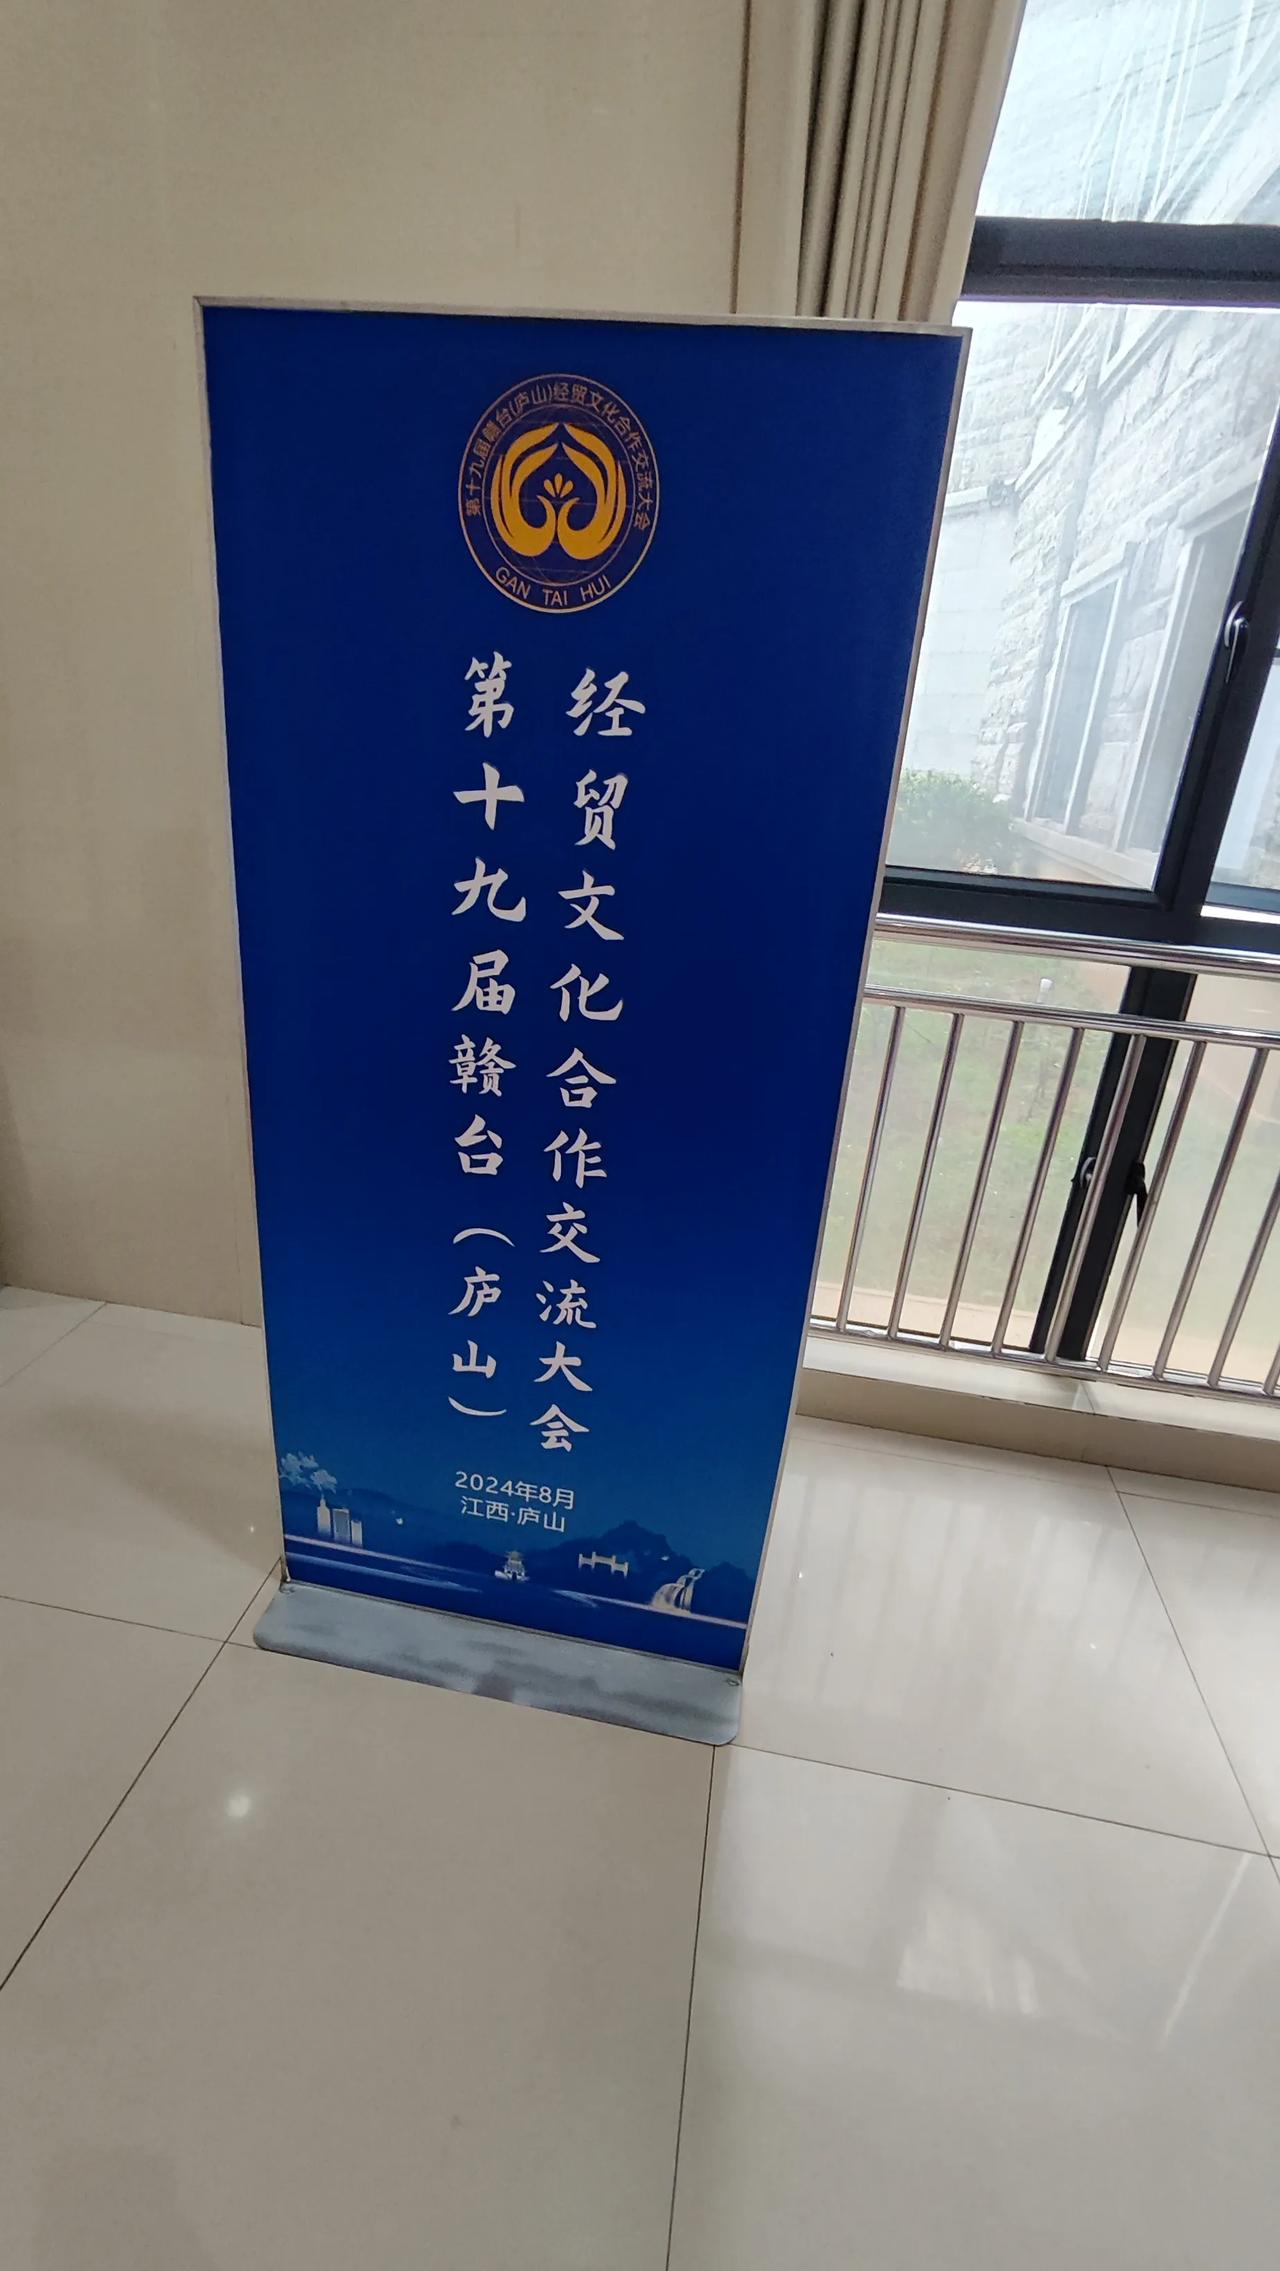 第十九届赣台(庐山)经贸文化合作交流大会
GAN TAI HUI
第十九届赣台（庐山）
经贸文化合作交流大会
2024年8月
江西·庐山